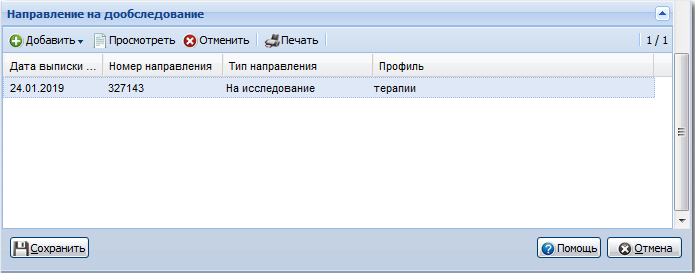 Направление на дообследование
Добавить Просмотреть Отменить Печать 1 / 1
Дата выписки ... Номер направления Тип направления Профиль
24.01.2019 327143 На исследование терапии
Сохранить Помощь Отмена